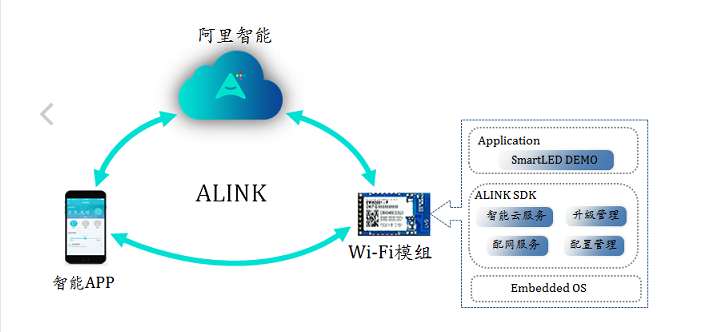 阿里智能
ALINK
智能APP
Wi-Fi模组
Application
SmartLED DEMO
ALINK SDK
智能云服务
升级管理
配网服务
配置管理
Embedded OS